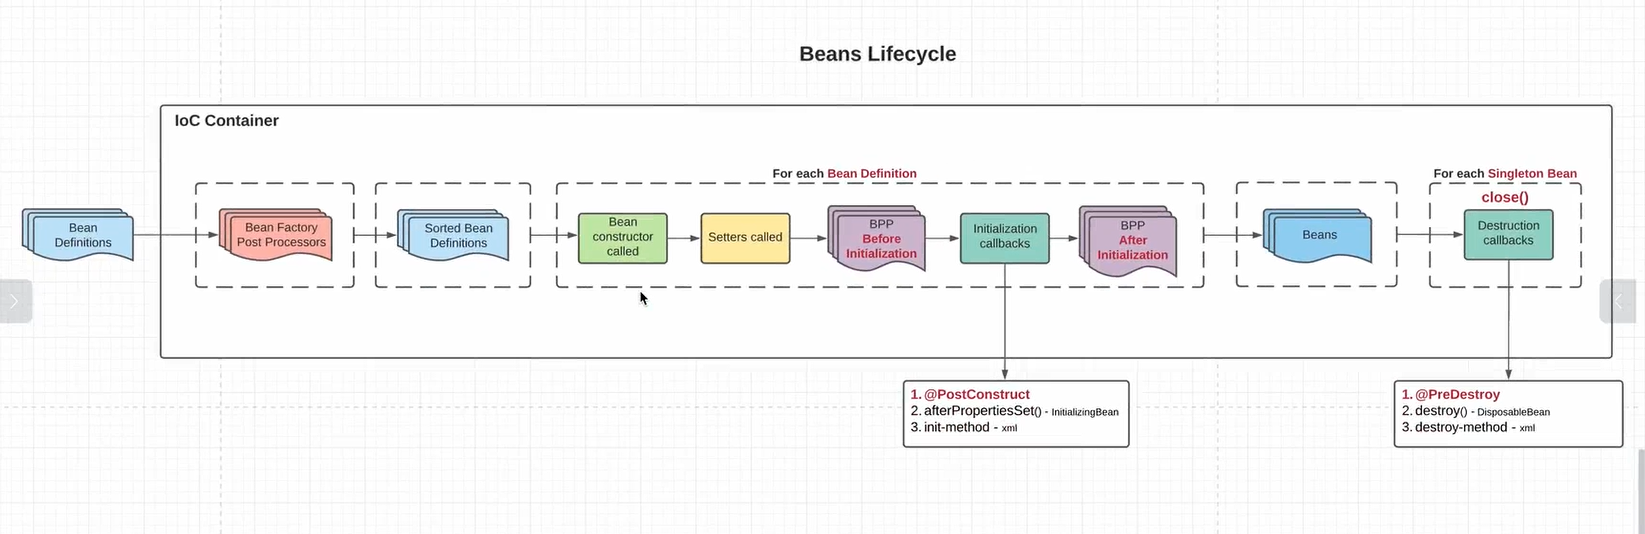 Beans Lifecycle
IoC Container
For each Bean Definition
For each Singleton Bean
close()
Bean
Definitions
Bean Factory
Post Processors
Sorted Bean
Definitions
Bean
constructor
called
Setters called
BPP
Before
Initialization
Initialization
callbacks
BPP
After
Initialization
Beans
Destruction
callbacks
1. @PostConstruct
2. afterPropertiesSet() - InitializingBean
3. init-method - xml
1. @PreDestroy
2. destroy() - DisposableBean
3. destroy-method - xml